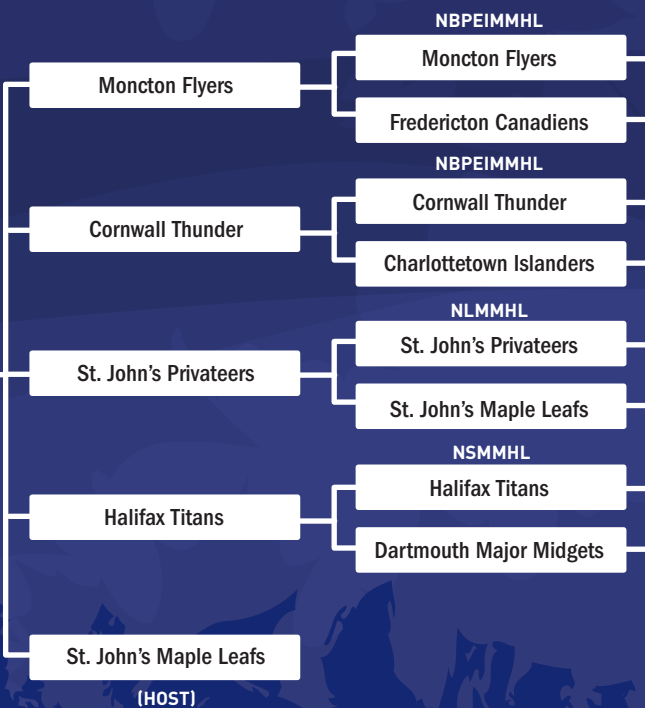 NBPEIMMHL
Moncton Flyers
Moncton Flyers
Fredericton Canadiens
NBPEIMMHL
Cornwall Thunder
Cornwall Thunder
Charlottetown Islanders
NLMMHL
St. John's Privateers
St. John's Privateers
St. John's Maple Leafs
NSMMHL
Halifax Titans
Halifax Titans
Dartmouth Major Midgets
St. John's Maple Leafs
(HOST)